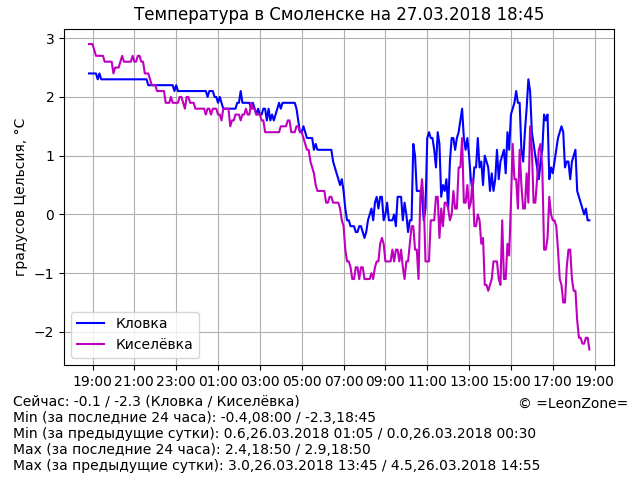 Температура в Смоленске на 27.03.2018 18:45
градусов Цельсия, °C
3
2
1
0
−1
−2
Кловка
Киселёвка
19:00 21:00 23:00 01:00 03:00 05:00 07:00 09:00 11:00 13:00 15:00 17:00 19:00
Сейчас: -0.1 / -2.3 (Кловка / Киселёвка)
© =LeonZone=
Min (за последние 24 часа): -0.4,08:00 / -2.3,18:45
Min (за предыдущие сутки): 0.6,26.03.2018 01:05 / 0.0,26.03.2018 00:30
Max (за последние 24 часа): 2.4,18:50 / 2.9,18:50
Max (за предыдущие сутки): 3.0,26.03.2018 13:45 / 4.5,26.03.2018 14:55